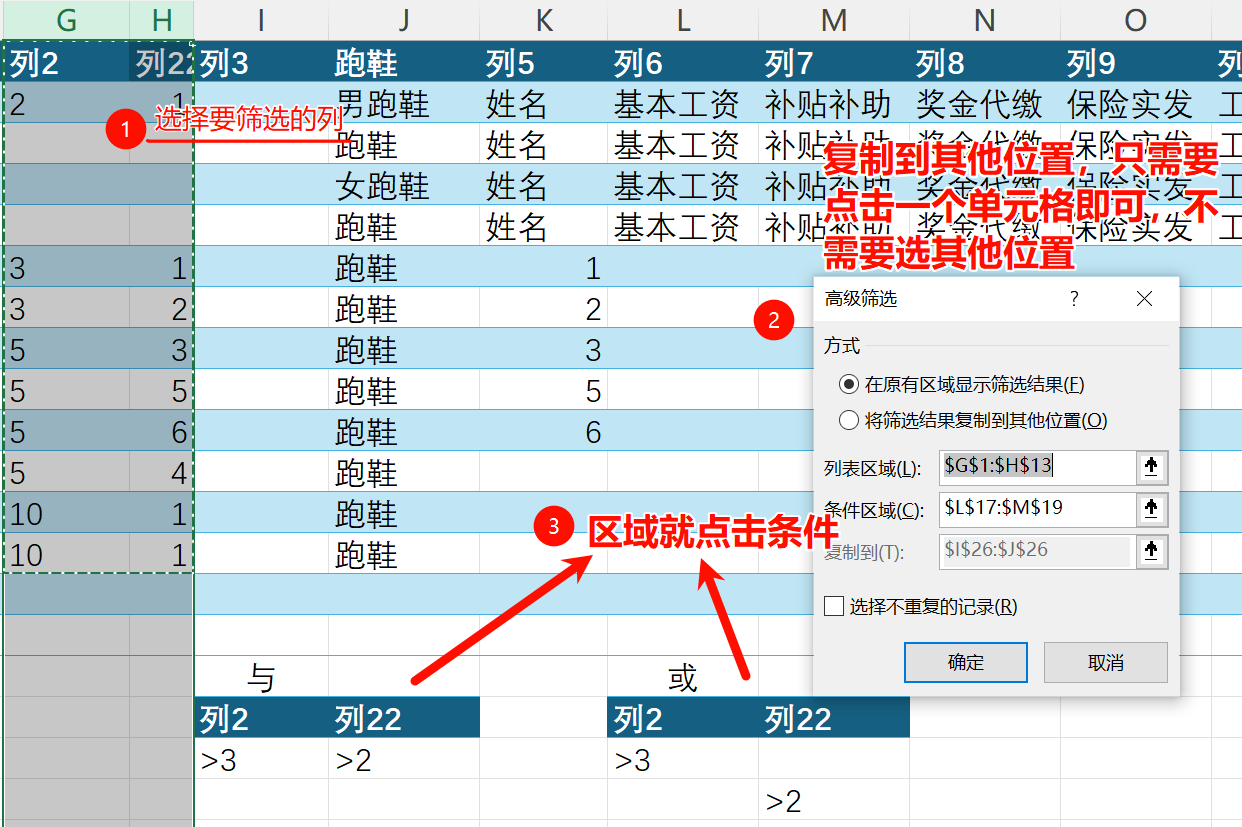 G H I J K L M N O
列2 列22 列3 跑鞋 列5 列6 列7 列8 列9 列
2 1 男跑鞋 姓名 基本工资 补贴补助 奖金代缴 保险实发 工
1 选择要筛选的列
跑鞋 姓名 基本工资 补贴补助 奖金代缴 保险实发 工
复制到其他位置，只需要
点击一个单元格即可，不
需要选其他位置
女跑鞋 姓名 基本工资 补贴补助 奖金代缴 保险实发 工
跑鞋 姓名 基本工资 补贴补助 奖金代缴 保险实发 工
3 1 跑鞋 1
3 2 跑鞋 2
5 3 跑鞋 3
5 5 跑鞋 5
5 6 跑鞋 6
5 4 跑鞋
10 1 跑鞋
10 1 跑鞋
2
高级筛选 ?
方式
在原有区域显示筛选结果(F)
将筛选结果复制到其他位置(O)
列表区域(L): $G$1:$H$13
条件区域(C): $L$17:$M$19
复制到(T): $I$26:$J$26
选择不重复的记录(R)
确定 取消
3 区域就点击条件
与 或
列2 列22 列2 列22
>3 >2 >3
>2